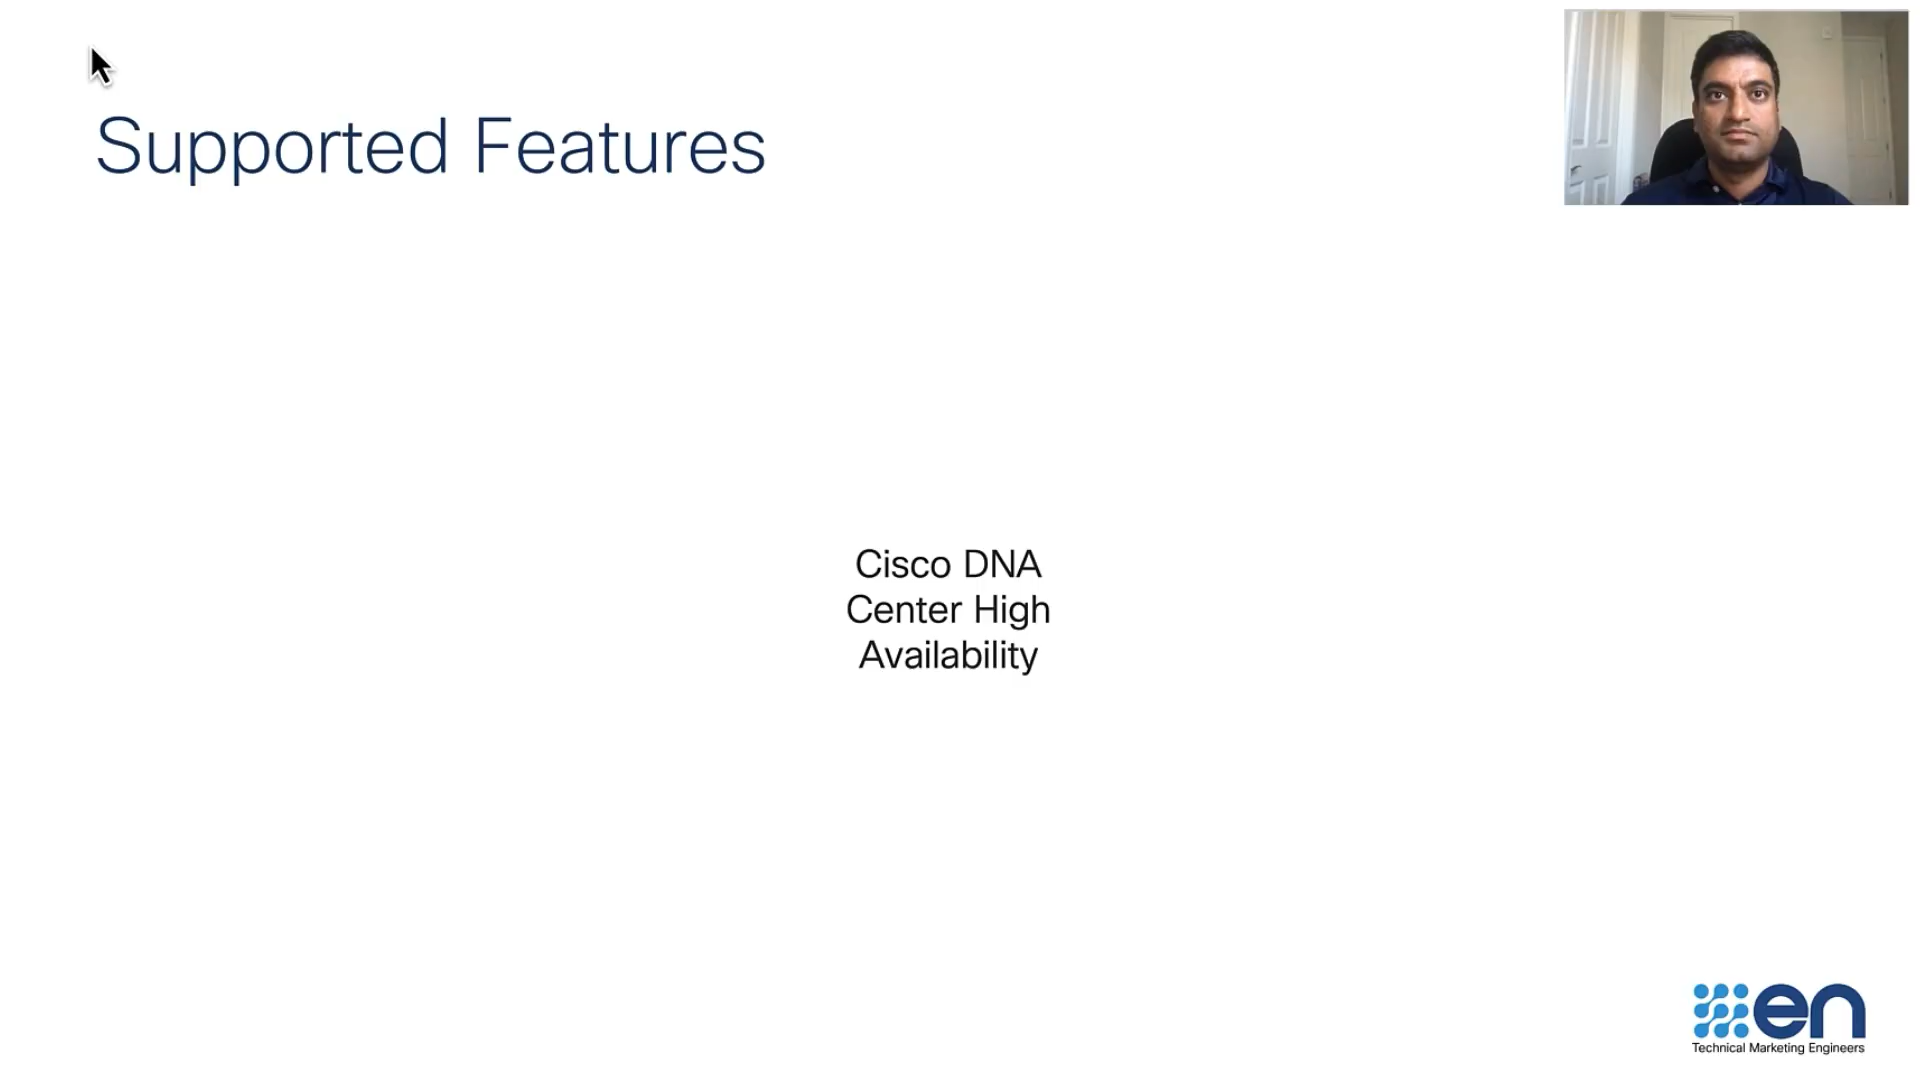 Supported Features
Cisco DNA
Center High
Availability
en
Technical Marketing Engineers